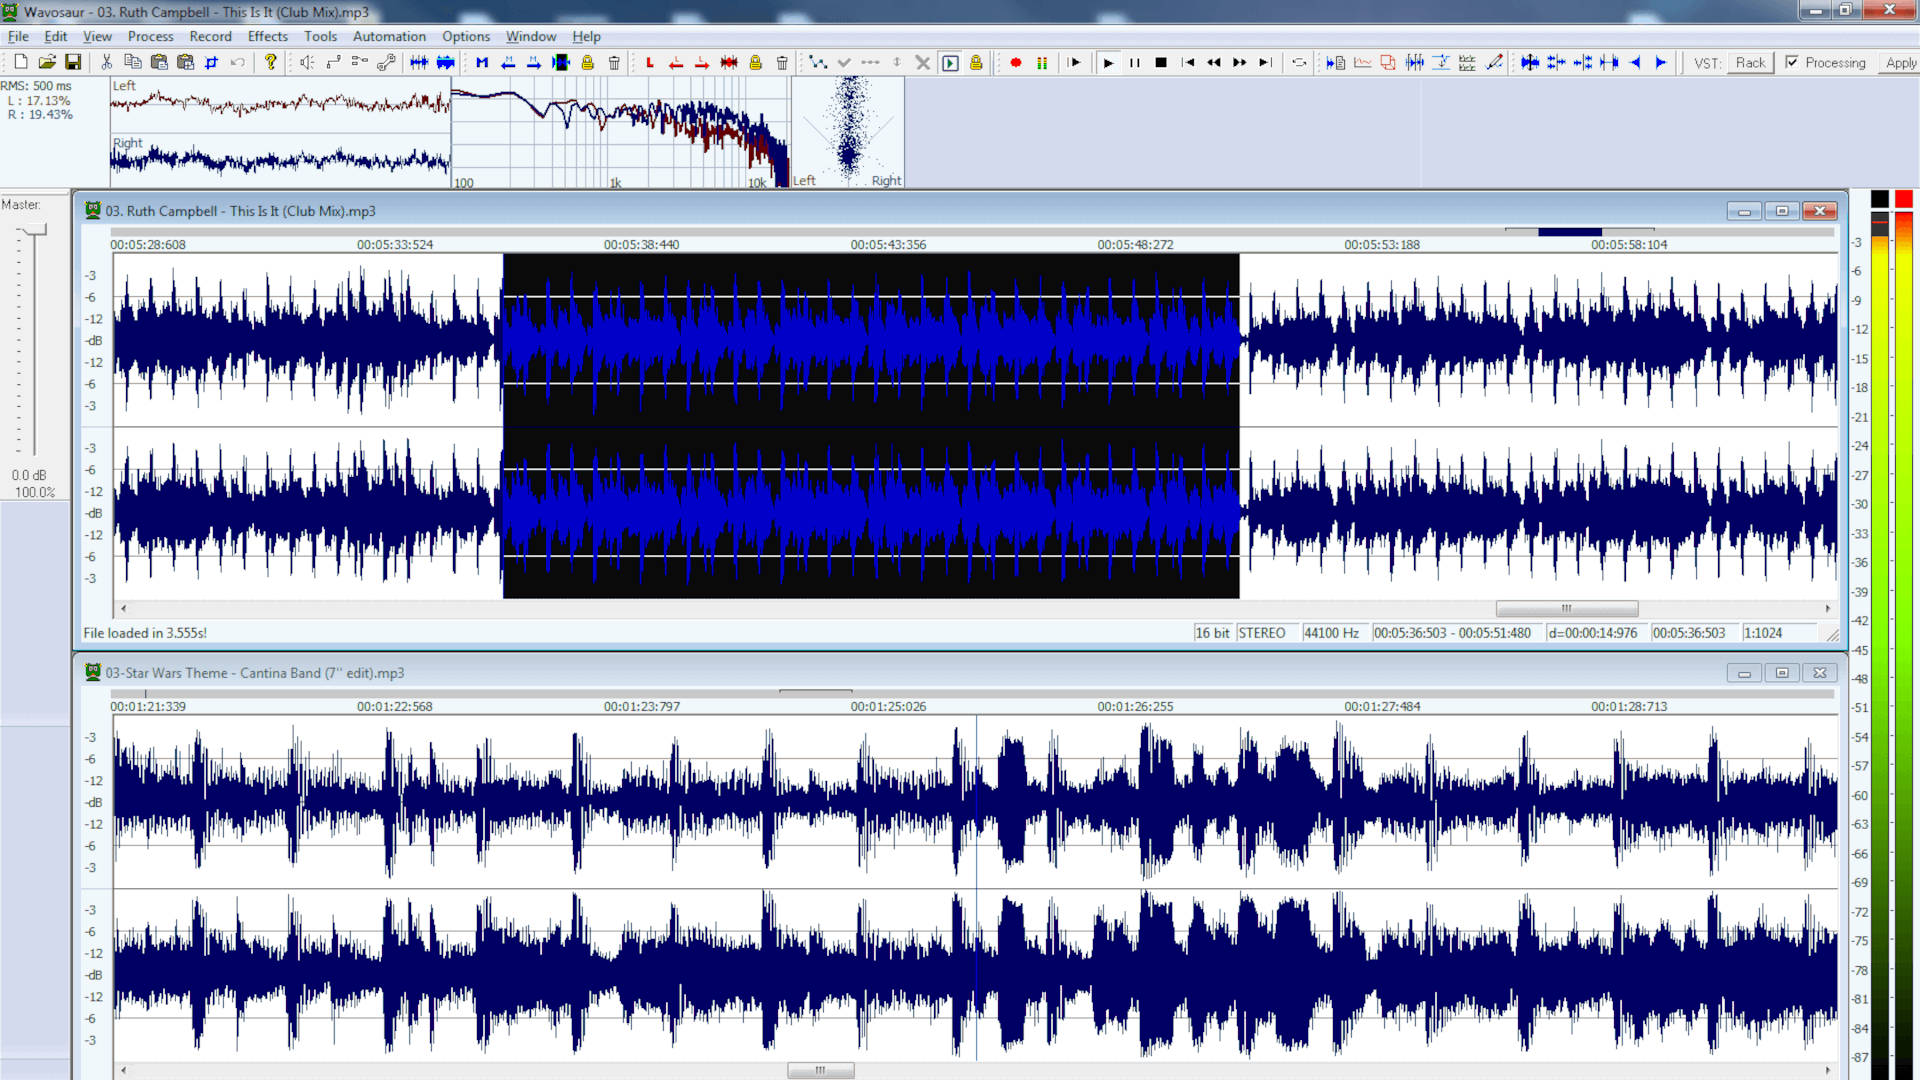 Wavosaur - 03. Ruth Campbell - This Is It (Club Mix).mp3
File Edit View Process Record Effects Tools Automation Options Window Help
VST: Rack Processing Apply
RMS: 500 ms
L : 17.13%
R : 19.43%
Left
Right
100 1k 10k
Left Right
Master:
0.0 dB
100.0%
03. Ruth Campbell - This Is It (Club Mix).mp3
00:05:28:608 00:05:33:524 00:05:38:440 00:05:43:356 00:05:48:272 00:05:53:188 00:05:58:104
-3
-6
-12
-dB
-12
-6
-3
-3
-6
-12
-dB
-12
-6
-3
File loaded in 3.555s!
16 bit STEREO 44100 Hz 00:05:36:503 - 00:05:51:480 d=00:00:14:976 00:05:36:503 1:1024
03-Star Wars Theme - Cantina Band (7'' edit).mp3
00:01:21:339 00:01:22:568 00:01:23:797 00:01:25:026 00:01:26:255 00:01:27:484 00:01:28:713
-3
-6
-12
-dB
-12
-6
-3
-3
-6
-12
-dB
-12
-6
-3
-3
-6
-9
-12
-15
-18
-21
-24
-27
-30
-33
-36
-39
-42
-45
-48
-51
-54
-57
-60
-63
-66
-69
-72
-75
-78
-81
-84
-87